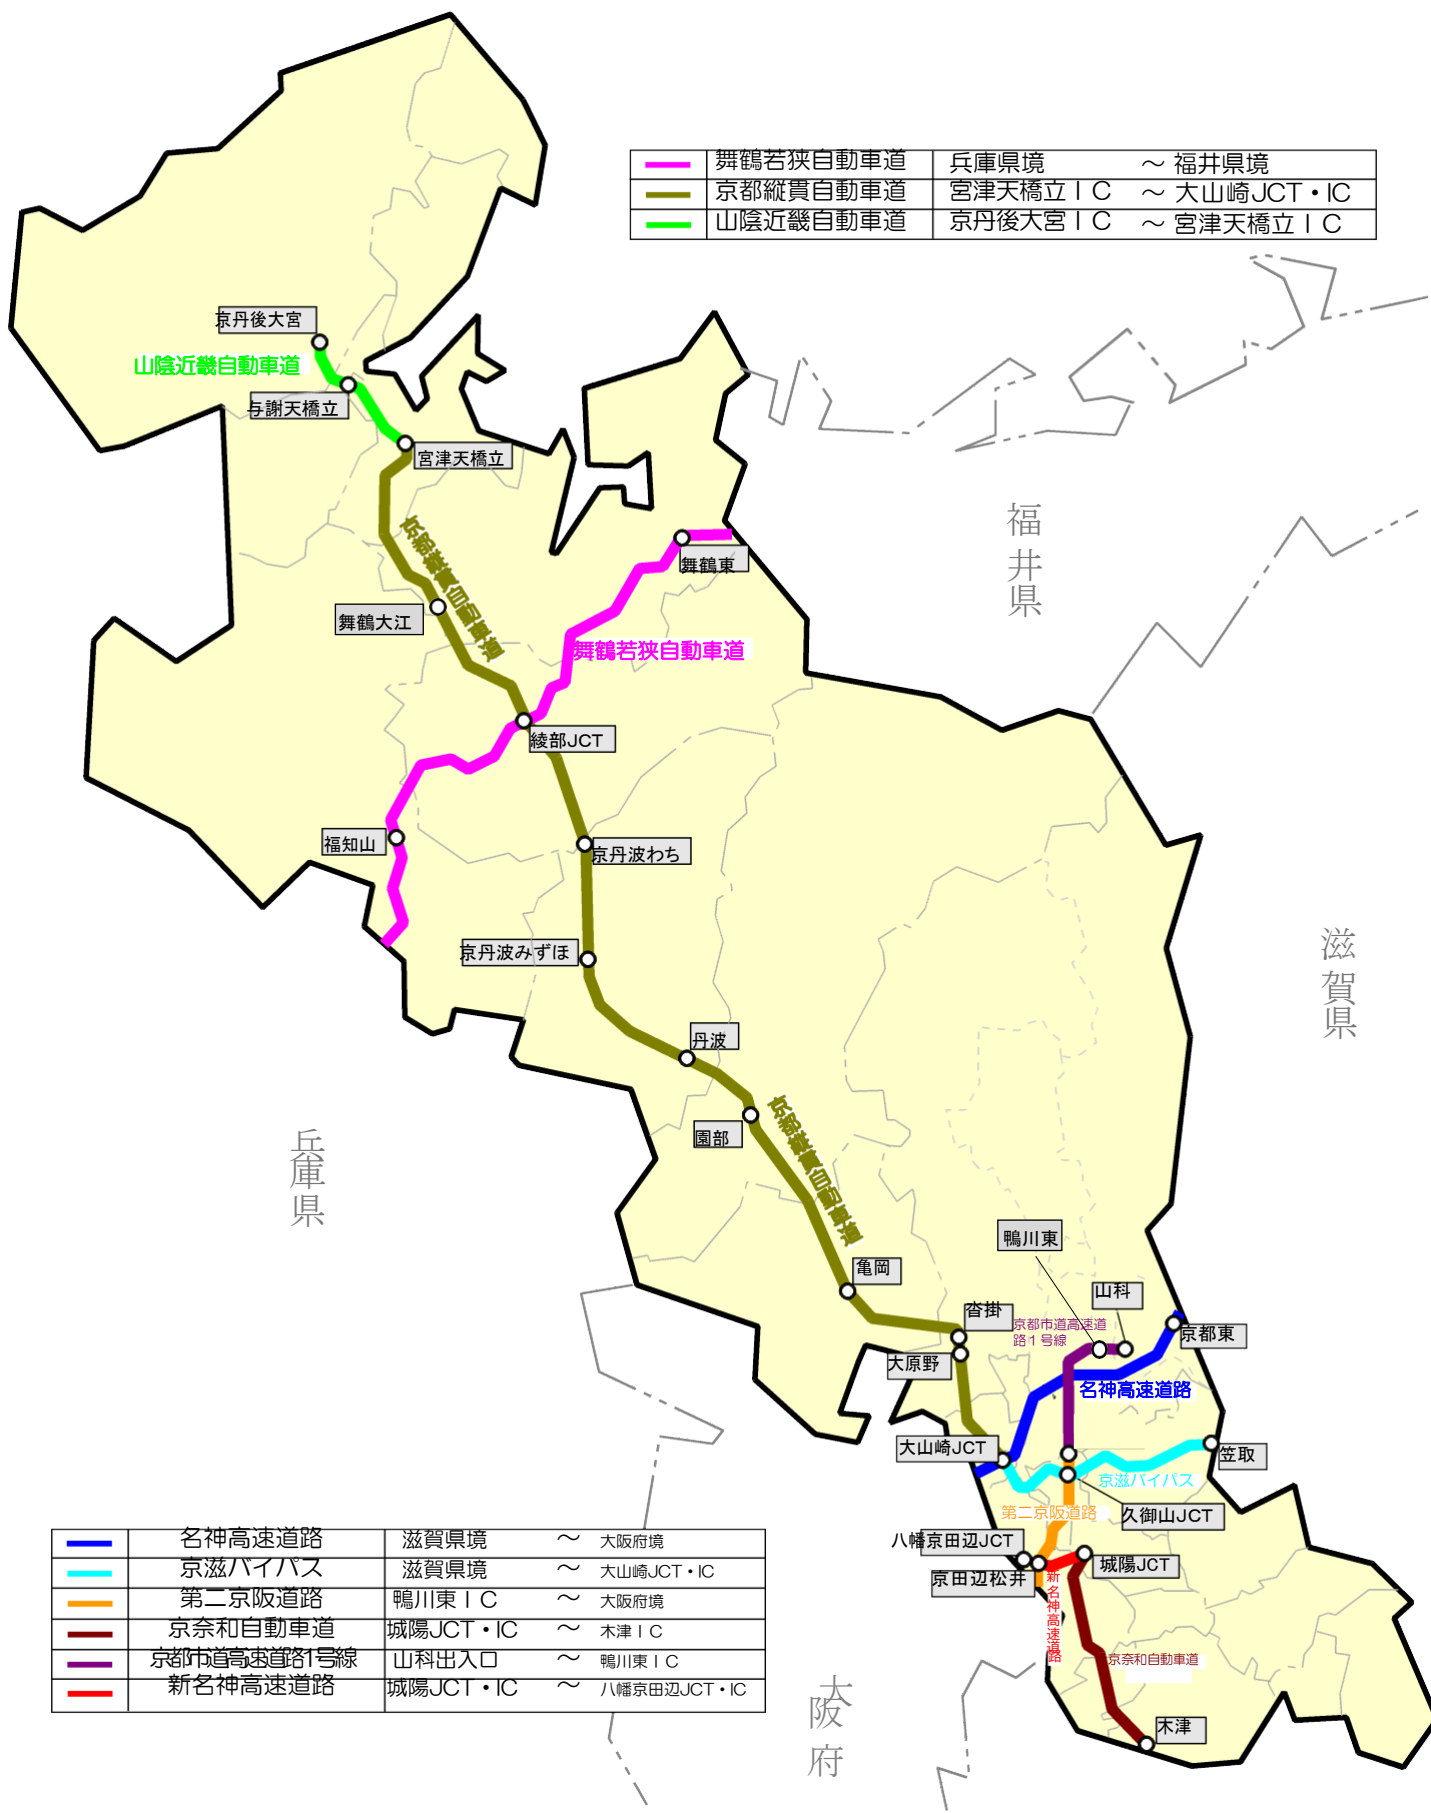 舞鶴若狭自動車道 兵庫県境 ~ 福井県境
京都縦貫自動車道 宮津天橋立IC ~ 大山崎JCT・IC
山陰近畿自動車道 京丹後大宮IC ~ 宮津天橋立IC
京丹後大宮
山陰近畿自動車道
与謝天橋立
宮津天橋立
京都縦貫自動車道
福井県
舞鶴東
舞鶴大江
舞鶴若狭自動車道
綾部JCT
福知山
京丹波わち
京丹波みずほ
滋賀県
丹波
園部
京都縦貫自動車道
兵庫県
鴨川東
亀岡
山科
沓掛
京都市道高速道
路1号線
京都東
大原野
名神高速道路
大山崎JCT
笠取
京滋バイパス
第二京阪道路
久御山JCT
八幡京田辺JCT
城陽JCT
京田辺松井
新名神高速道路
京奈和自動車道
木津
大阪府
名神高速道路 滋賀県境 ~ 大阪府境
京滋バイパス 滋賀県境 ~ 大山崎JCT・IC
第二京阪道路 鴨川東IC ~ 大阪府境
京奈和自動車道 城陽JCT・IC ~ 木津IC
京都市道高速道路1号線 山科出入口 ~ 鴨川東IC
新名神高速道路 城陽JCT・IC ~ 八幡京田辺JCT・IC